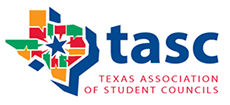 tasc
TEXAS ASSOCIATION
OF STUDENT COUNCILS